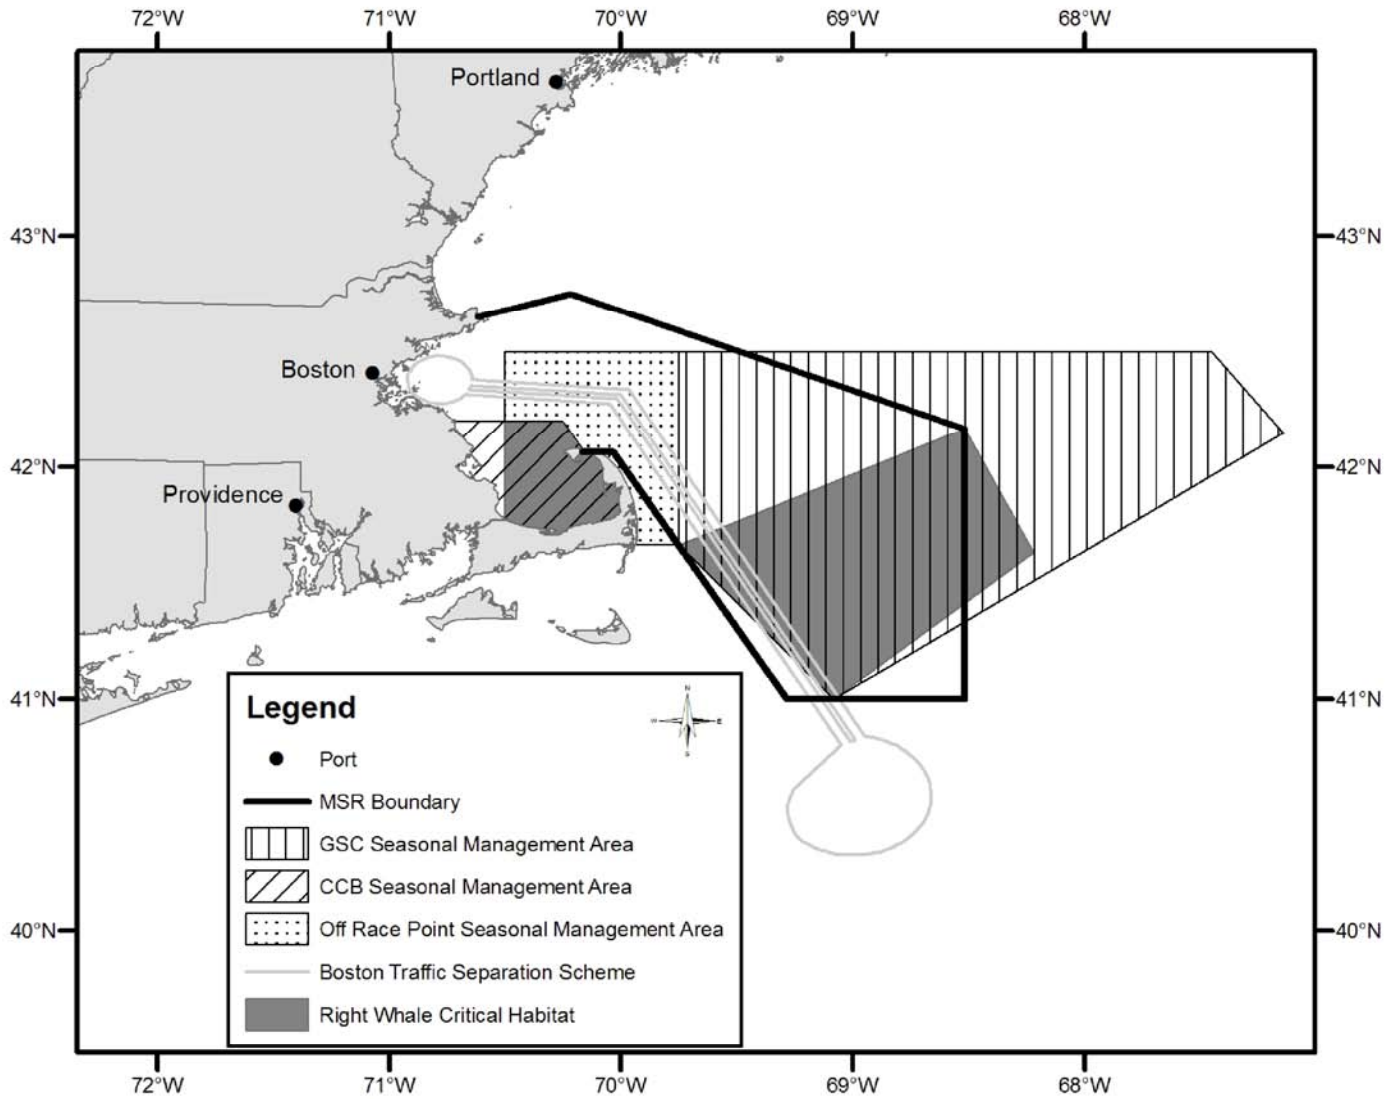 72°W 71°W 70°W 69°W 68°W
Portland
43°N 43°N
Boston
42°N 42°N
Providence
41°N 41°N
Legend
N
W E
S
Port
MSR Boundary
GSC Seasonal Management Area
CCB Seasonal Management Area
Off Race Point Seasonal Management Area
40°N 40°N
Boston Traffic Separation Scheme
Right Whale Critical Habitat
72°W 71°W 70°W 69°W 68°W